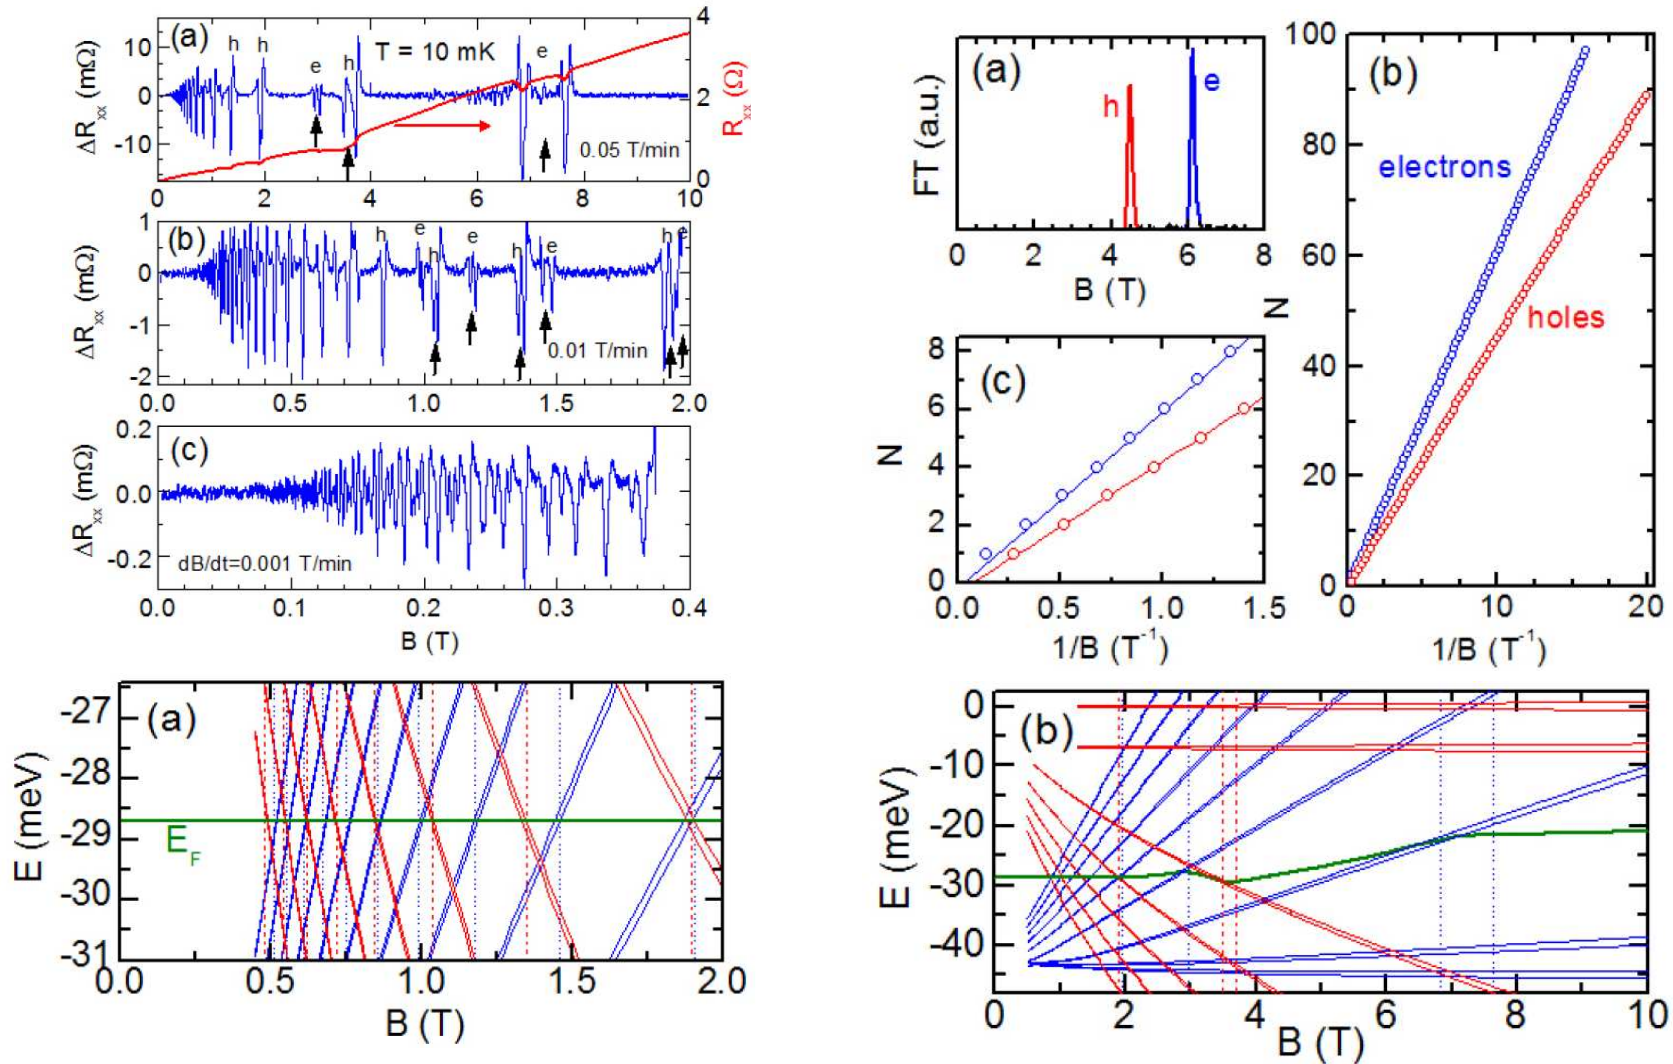 (a)
h h e h T = 10 mK e
ΔRxx (mΩ)
10
0
-10
4
2
0
Rxx (Ω)
0.05 T/min
0 2 4 6 8 10
(b)
h e h e h e h e
ΔRxx (mΩ)
1
0
-1
-2
0.01 T/min
0.0 0.5 1.0 1.5 2.0
(c)
ΔRxx (mΩ)
0.2
0.0
-0.2
dB/dt=0.001 T/min
0.0 0.1 0.2 0.3 0.4
B (T)
(a)
h e
FT (a.u.)
0 2 4 6 8
B (T)
(b)
N
100
80
60
40
20
0
electrons
holes
0 10 20
1/B (T⁻¹)
(c)
N
8
6
4
2
0
0.0 0.5 1.0 1.5
1/B (T⁻¹)
(a)
E (meV)
-27
-28
-29
-30
-31
EF
0.0 0.5 1.0 1.5 2.0
B (T)
(b)
E (meV)
0
-10
-20
-30
-40
0 2 4 6 8 10
B (T)